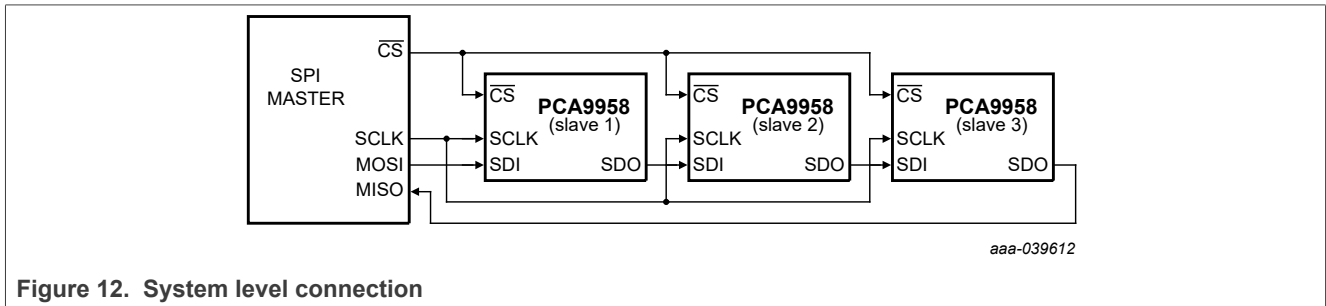 CS
SPI
MASTER
SCLK
MOSI
MISO
CS
PCA9958
(slave 1)
SCLK
SDI
SDO
CS
PCA9958
(slave 2)
SCLK
SDI
SDO
CS
PCA9958
(slave 3)
SCLK
SDI
SDO
aaa-039612
Figure 12. System level connection